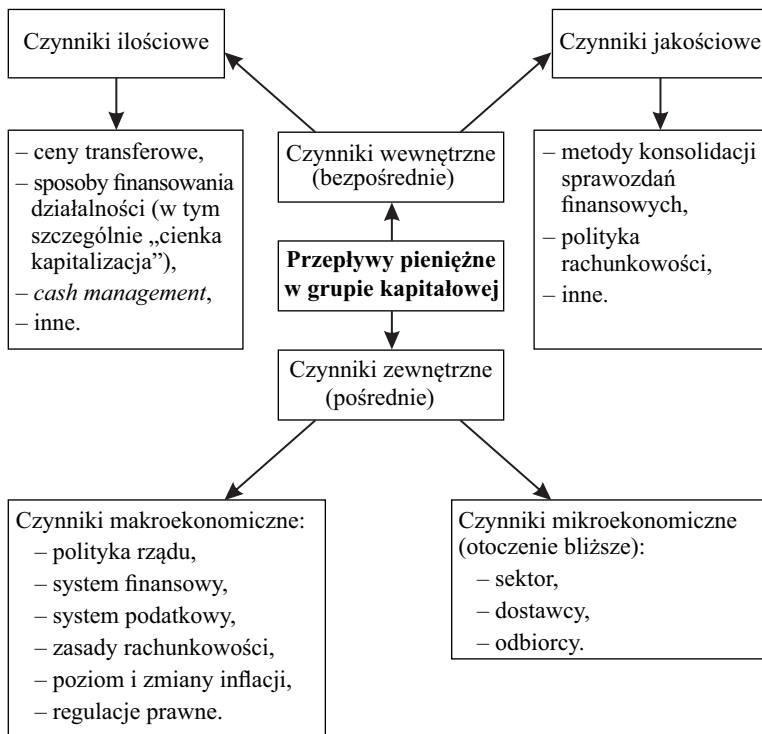 Czynniki ilościowe
Czynniki jakościowe
– ceny transferowe,
– sposoby finansowania
działalności (w tym
szczególnie „cienka
kapitalizacja”),
– cash management,
– inne.
Czynniki wewnętrzne
(bezpośrednie)
– metody konsolidacji
sprawozdań
finansowych,
– polityka
rachunkowości,
– inne.
Przepływy pieniężne
w grupie kapitałowej
Czynniki zewnętrzne
(pośrednie)
Czynniki makroekonomiczne:
– polityka rządu,
– system finansowy,
– system podatkowy,
– zasady rachunkowości,
– poziom i zmiany inflacji,
– regulacje prawne.
Czynniki mikroekonomiczne
(otoczenie bliższe):
– sektor,
– dostawcy,
– odbiorcy.